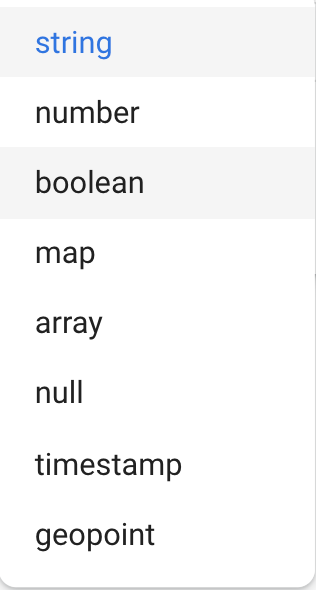 string
number
boolean
map
array
null
timestamp
geopoint